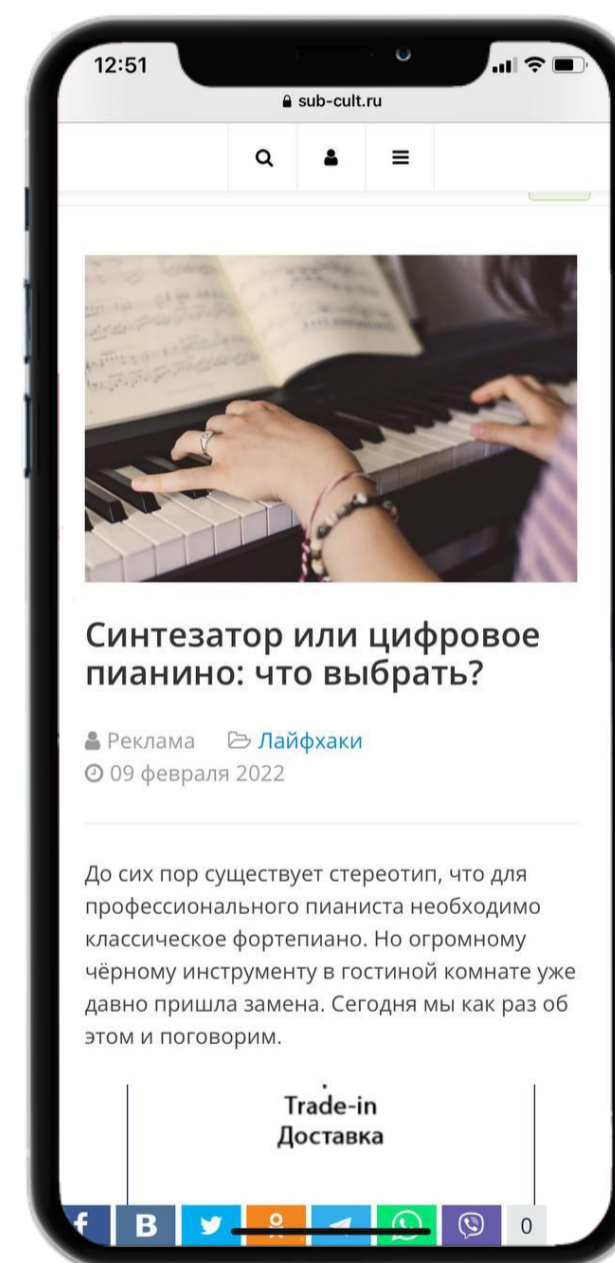 12:51
sub-cult.ru
Синтезатор или цифровое
пианино: что выбрать?
Реклама Лайфхаки
09 февраля 2022
До сих пор существует стереотип, что для
профессионального пианиста необходимо
классическое фортепиано. Но огромному
чёрному инструменту в гостиной комнате уже
давно пришла замена. Сегодня мы как раз об
этом и поговорим.
Trade-in
Доставка
0